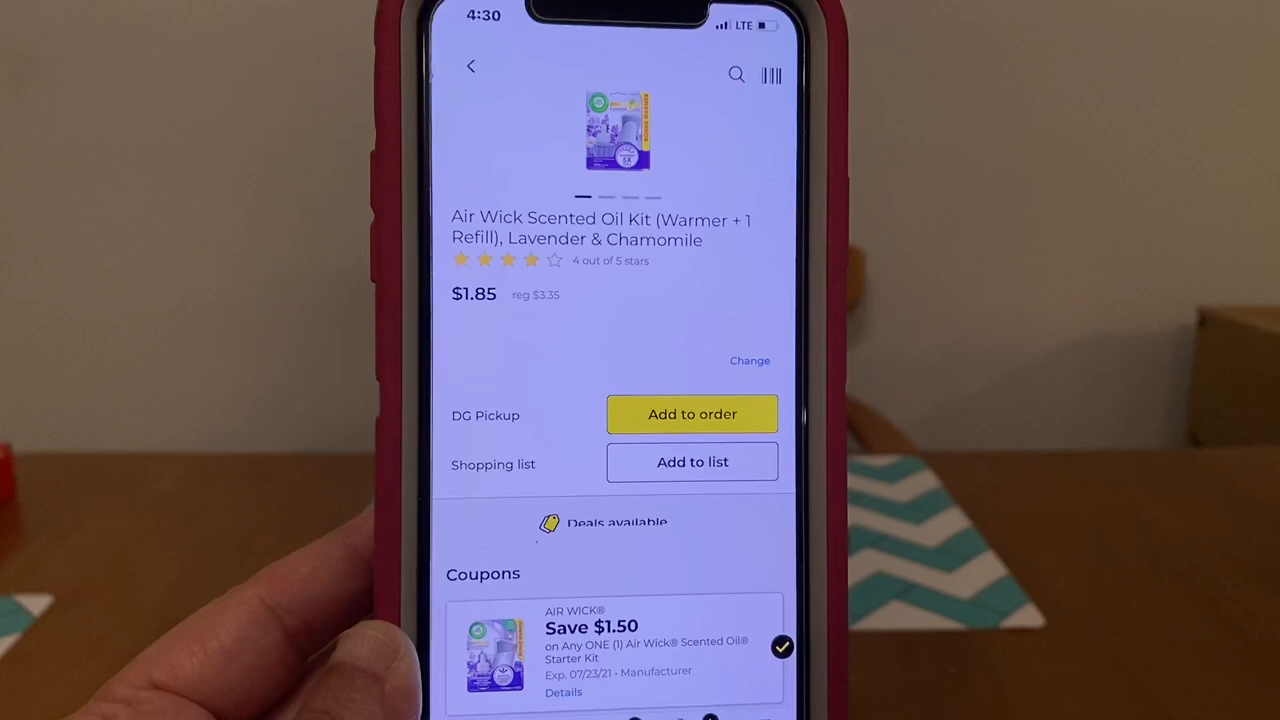 4:30
LTE
Air Wick Scented Oil Kit (Warmer + 1
Refill), Lavender & Chamomile
4 out of 5 stars
$1.85 reg $3.35
Change
DG Pickup
Add to order
Shopping list
Add to list
Deals available
Coupons
AIR WICK®
Save $1.50
on Any ONE (1) Air Wick® Scented Oil®
Starter Kit
Exp. 07/23/21 • Manufacturer
Details